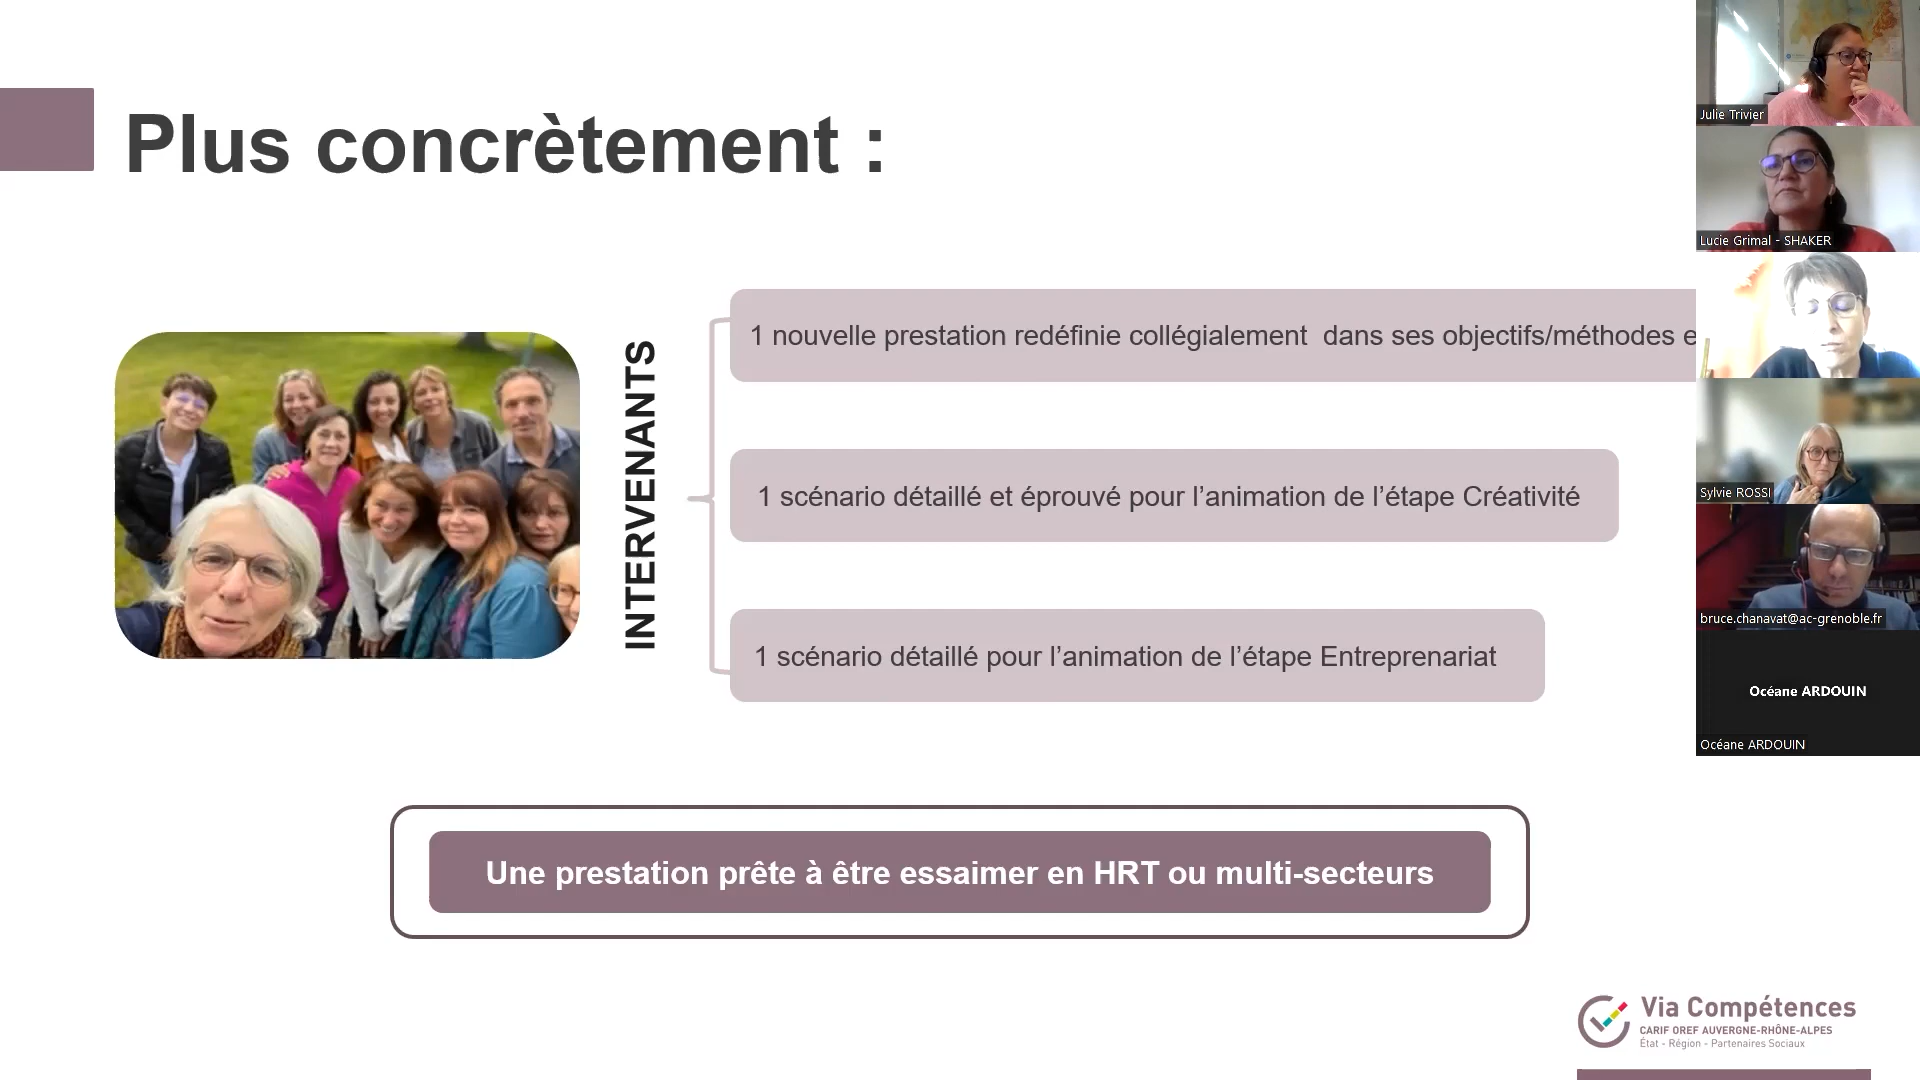 Plus concrètement :
INTERVENANTS
1 nouvelle prestation redéfinie collégialement dans ses objectifs/méthodes
1 scénario détaillé et éprouvé pour l’animation de l’étape Créativité
1 scénario détaillé pour l’animation de l’étape Entreprenariat
Une prestation prête à être essaimer en HRT ou multi-secteurs
Via Compétences
CARIF OREF AUVERGNE-RHÔNE-ALPES
État - Région - Partenaires Sociaux
Julie Trivier
Lucie Grimal - SHAKER
Sylvie ROSSI
bruce.chanavat@ac-grenoble.fr
Océane ARDOUIN
Océane ARDOUIN